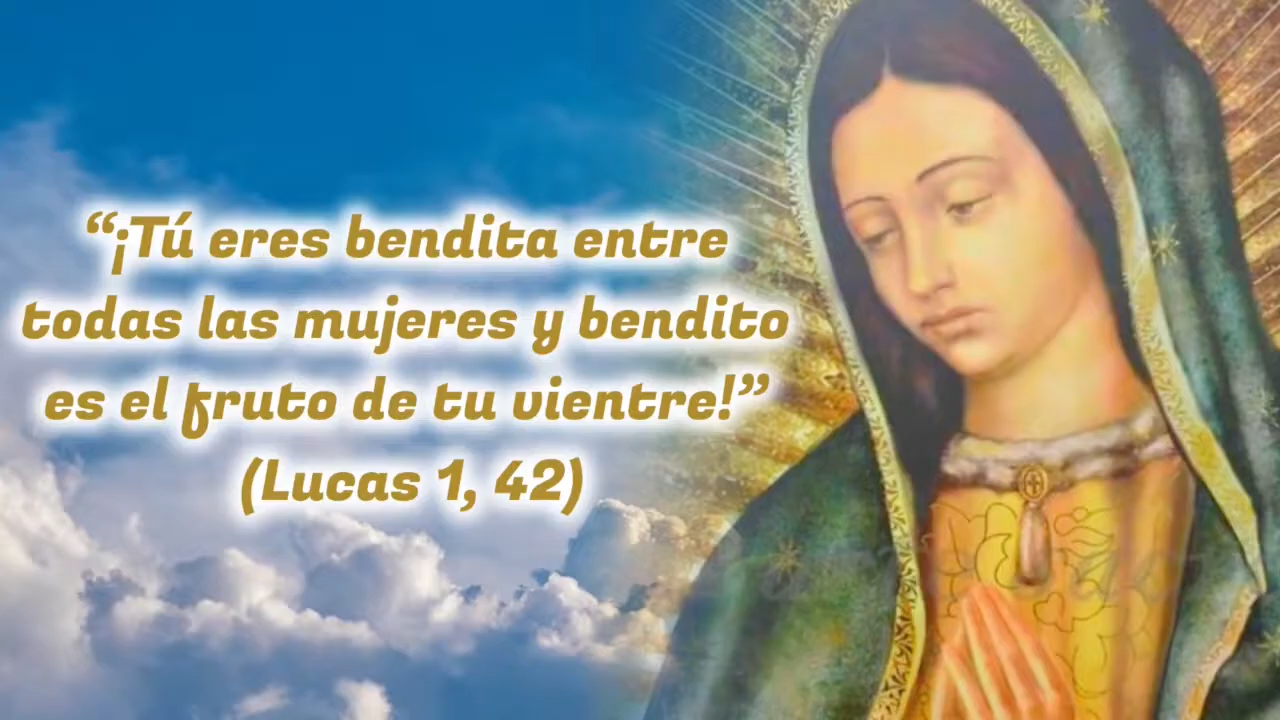 “¡Tú eres bendita entre
todas las mujeres y bendito
es el fruto de tu vientre!”
(Lucas 1, 42)